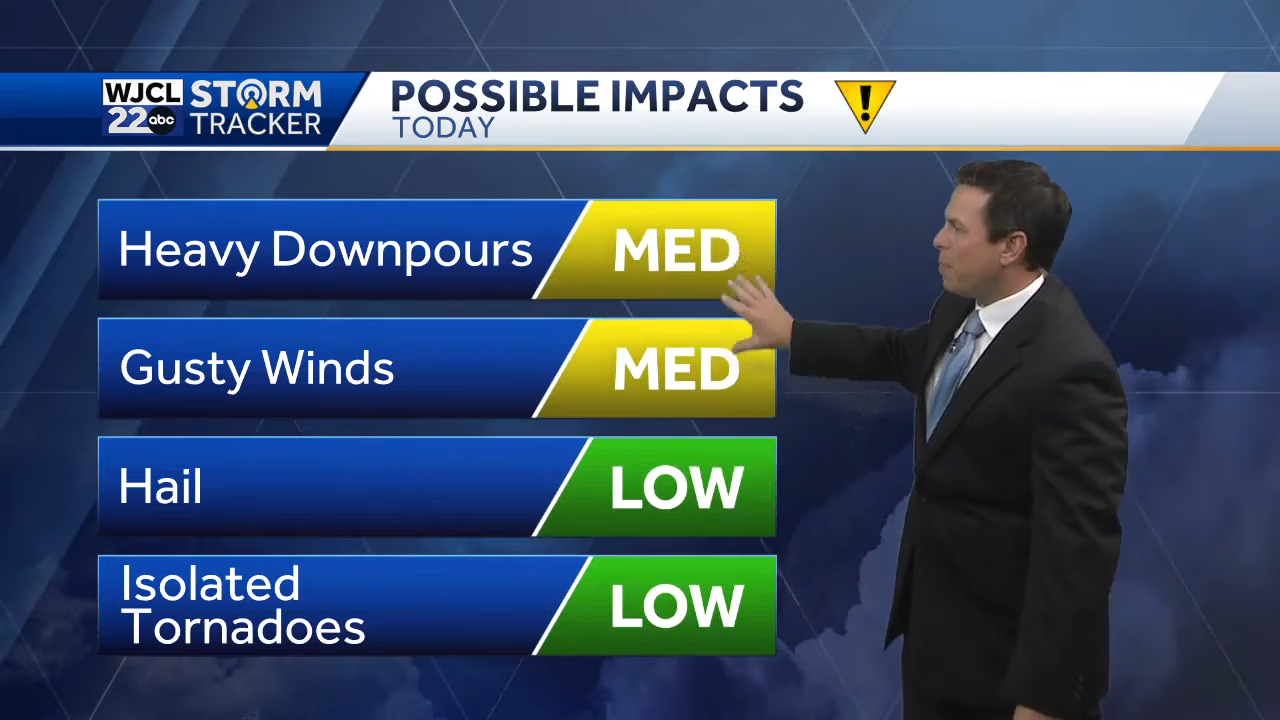 WJCL
22 abc
STORM
TRACKER
POSSIBLE IMPACTS
TODAY
!
Heavy Downpours
MED
Gusty Winds
MED
Hail
LOW
Isolated
Tornadoes
LOW